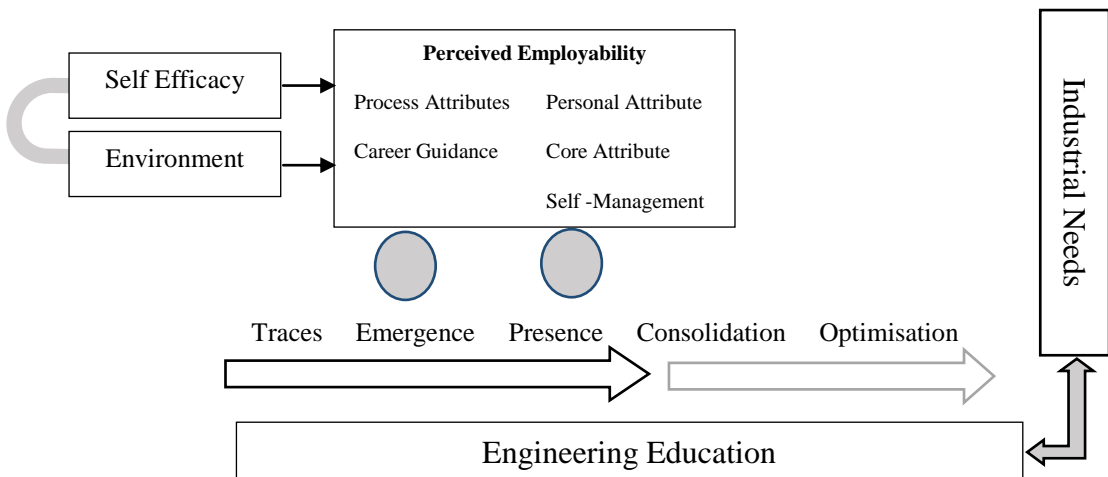 Perceived Employability
Self Efficacy
Process Attributes Personal Attribute
Environment
Career Guidance Core Attribute
Self -Management
Industrial Needs
Traces Emergence Presence Consolidation Optimisation
Engineering Education